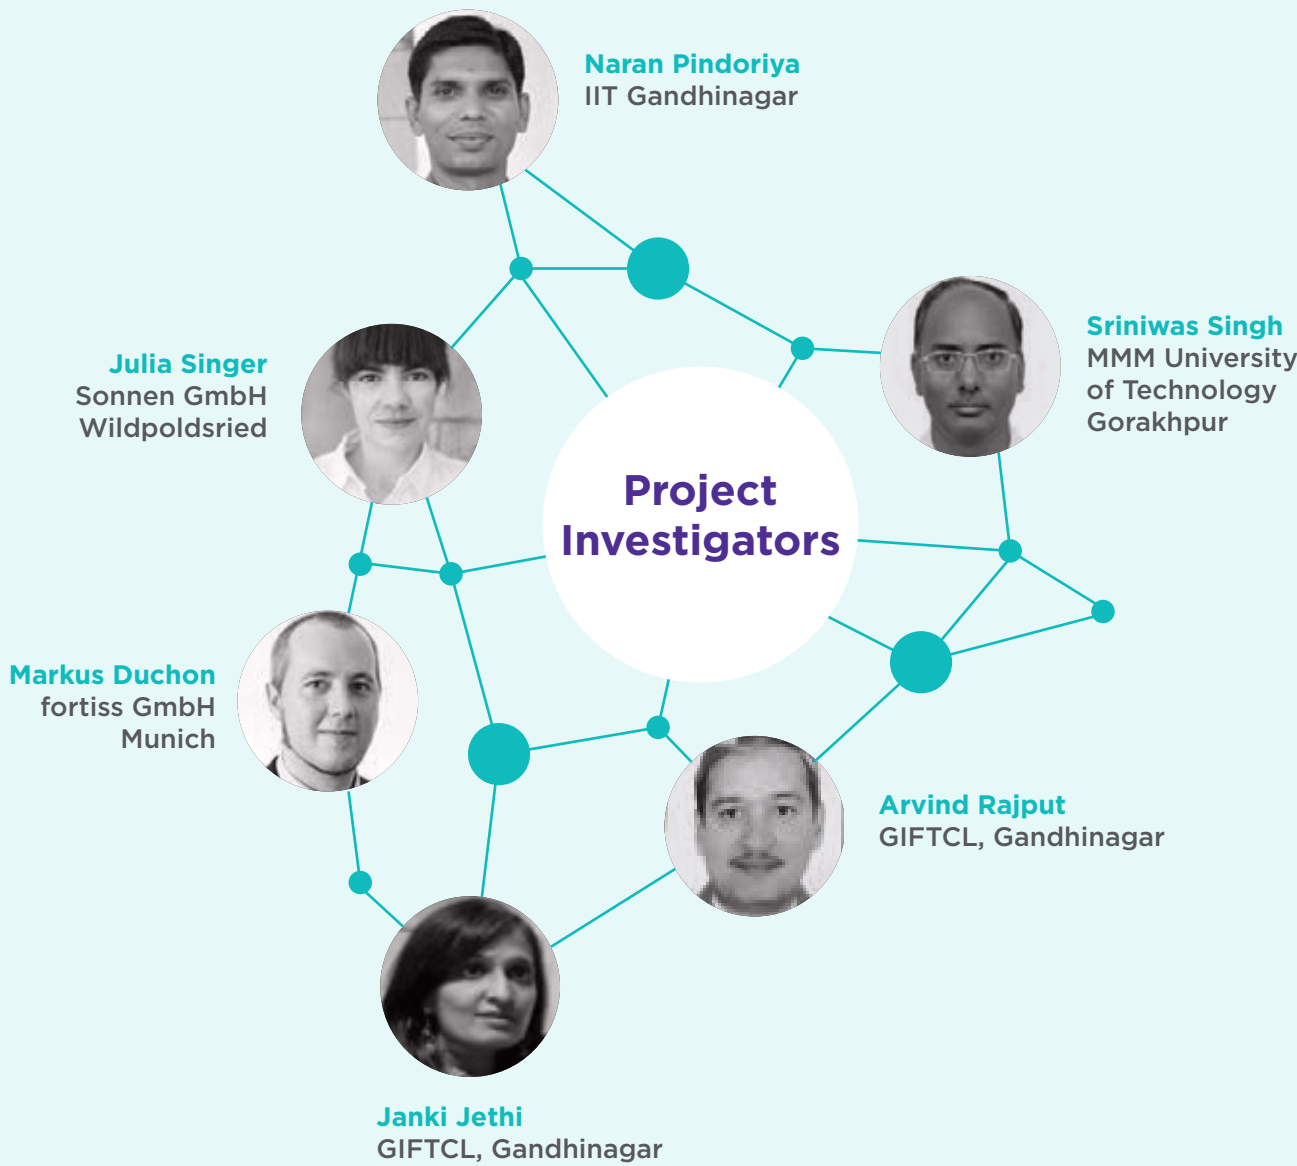 Naran Pindoriya
IIT Gandhinagar
Sriniwas Singh
MMM University
of Technology
Gorakhpur
Julia Singer
Sonnen GmbH
Wildpoldsried
Project
Investigators
Markus Duchon
fortiss GmbH
Munich
Arvind Rajput
GIFTCL, Gandhinagar
Janki Jethi
GIFTCL, Gandhinagar